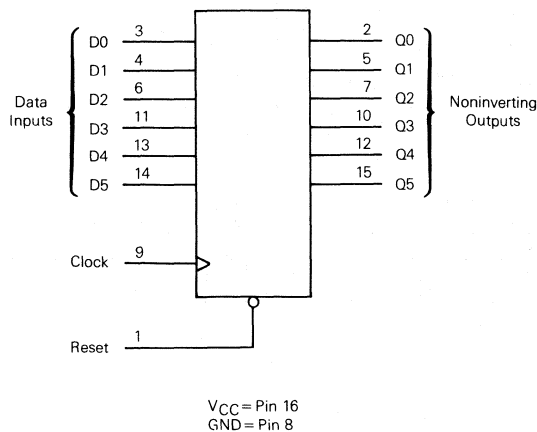 D0 3 2 Q0
D1 4 5 Q1
D2 6 7 Q2
Data Inputs
D3 11 10 Q3
Noninverting Outputs
D4 13 12 Q4
D5 14 15 Q5
Clock 9
Reset 1
VCC = Pin 16
GND = Pin 8